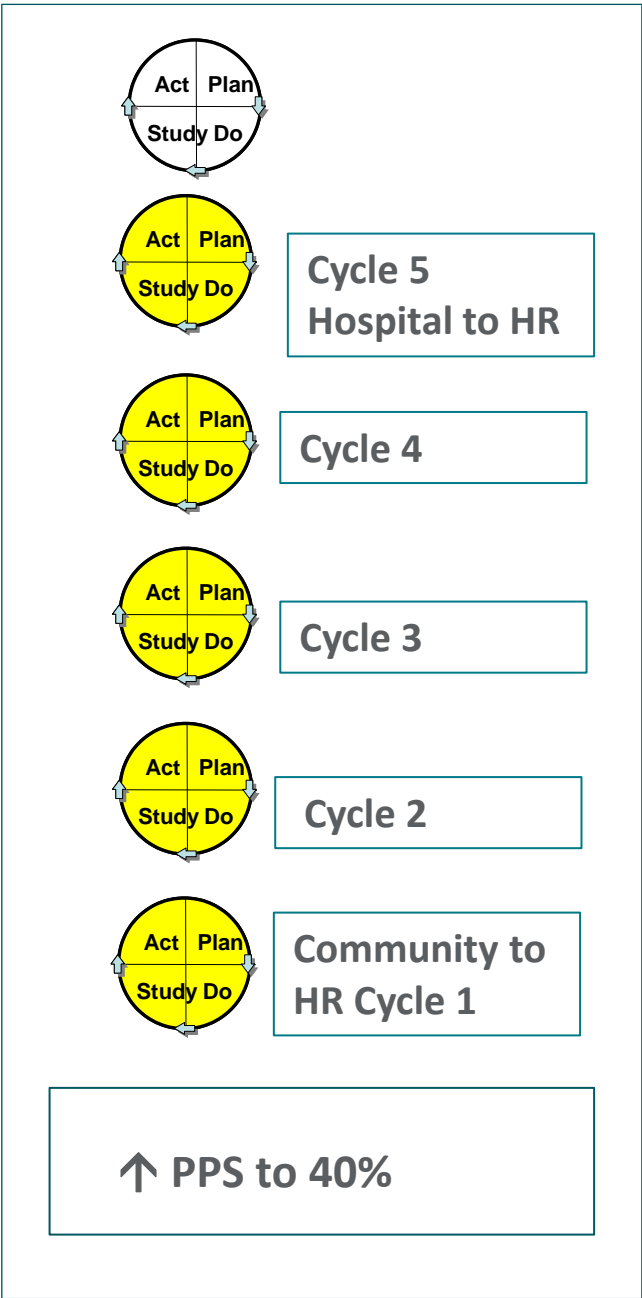 Act Plan
Study Do
Act Plan
Study Do
Cycle 5
Hospital to HR
Act Plan
Study Do
Cycle 4
Act Plan
Study Do
Cycle 3
Act Plan
Study Do
Cycle 2
Act Plan
Study Do
Community to
HR Cycle 1
↑ PPS to 40%